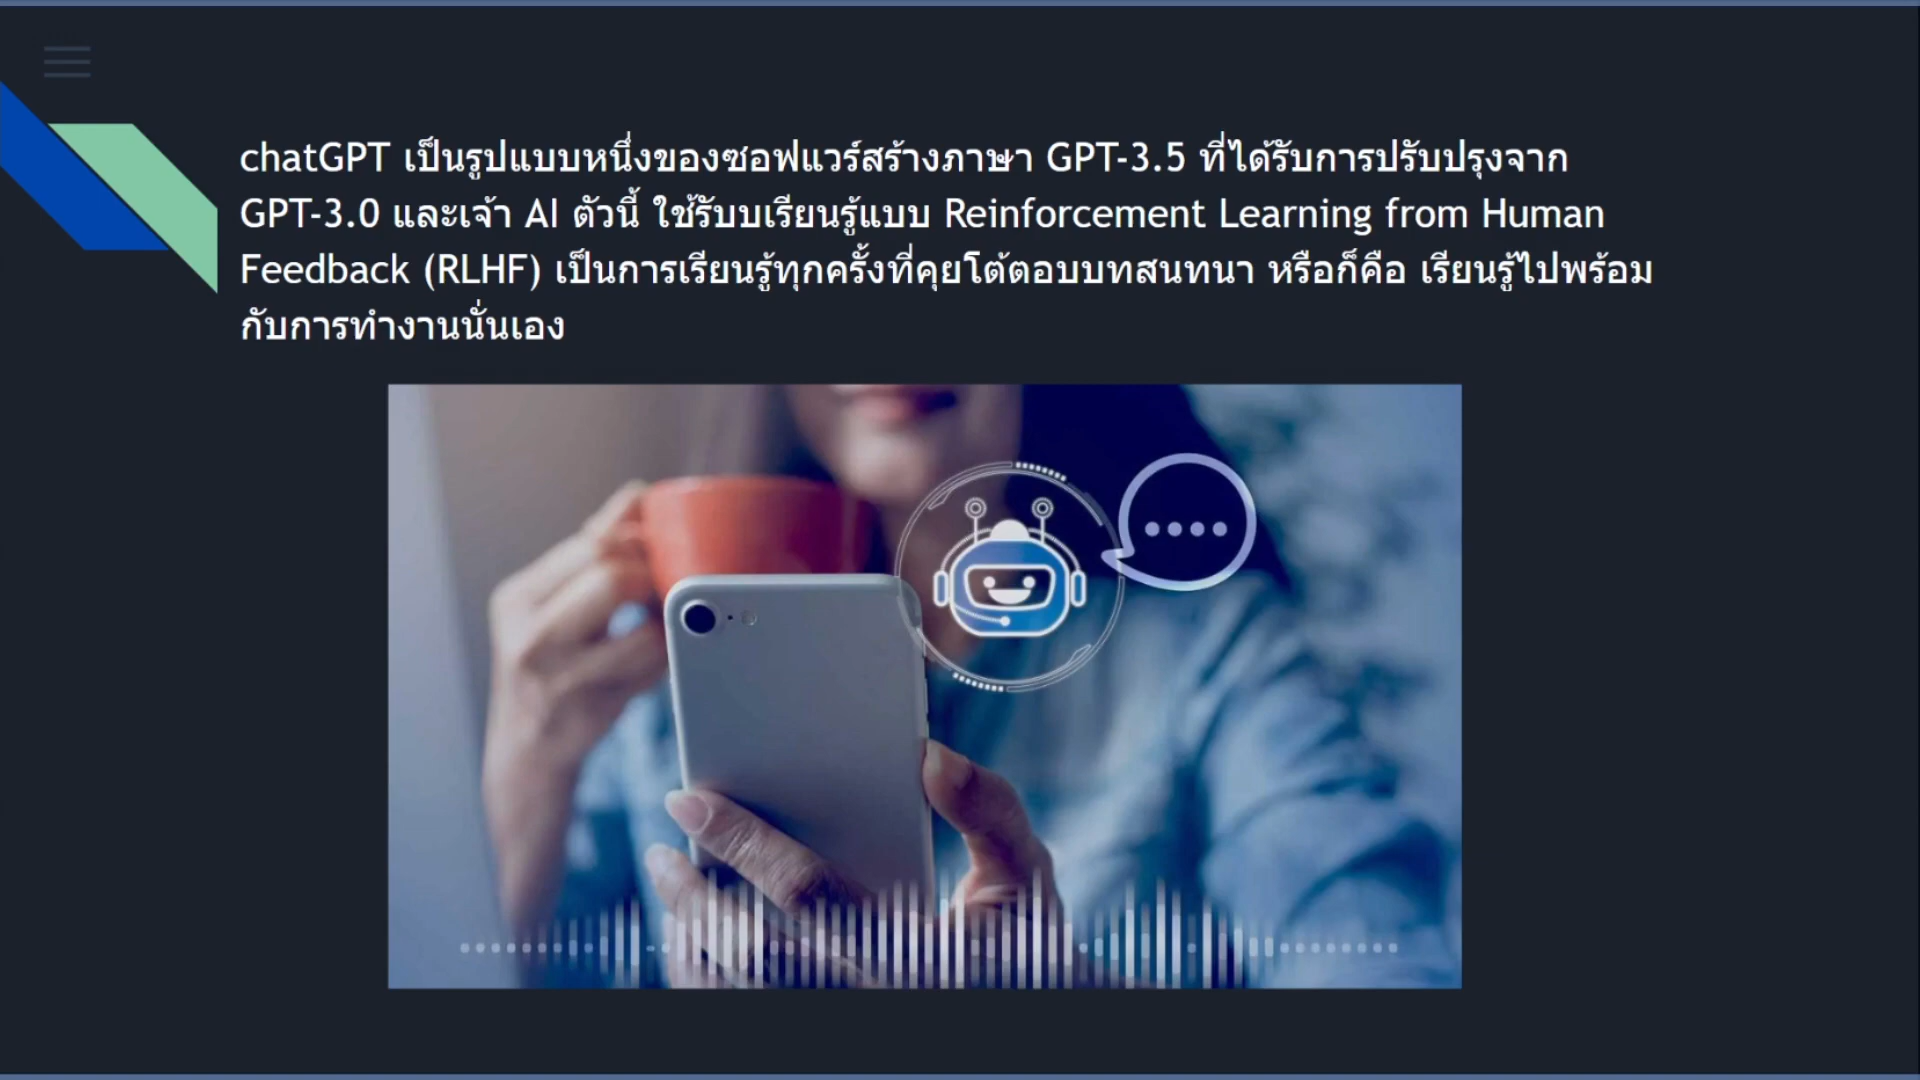 chatGPT เป็นรูปแบบหนึ่งของซอฟแวร์สร้างภาษา GPT-3.5 ที่ได้รับการปรับปรุงจาก
GPT-3.0 และเจ้า AI ตัวนี้ ใช้รับบเรียนรู้แบบ Reinforcement Learning from Human
Feedback (RLHF) เป็นการเรียนรู้ทุกครั้งที่คุยโต้ตอบบทสนทนา หรือก็คือ เรียนรู้ไปพร้อม
กับการทำงานนั่นเอง